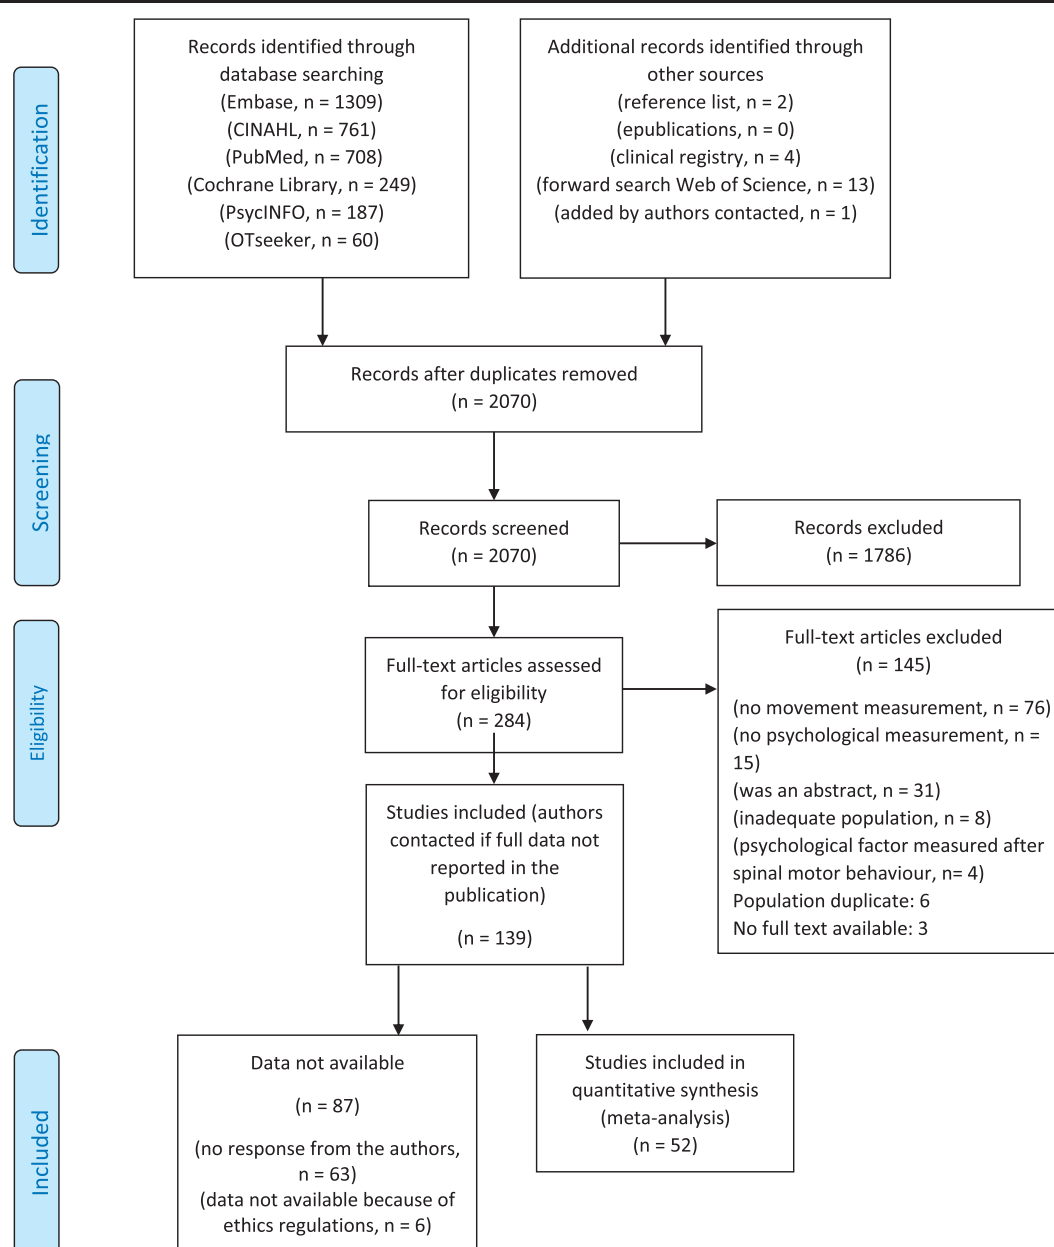 Identification
Records identified through
database searching
(Embase, n = 1309)
(CINAHL, n = 761)
(PubMed, n = 708)
(Cochrane Library, n = 249)
(PsycINFO, n = 187)
(OTseeker, n = 60)
Additional records identified through
other sources
(reference list, n = 2)
(epublications, n = 0)
(clinical registry, n = 4)
(forward search Web of Science, n = 13)
(added by authors contacted, n = 1)
Records after duplicates removed
(n = 2070)
Screening
Records screened
(n = 2070)
Records excluded
(n = 1786)
Eligibility
Full-text articles assessed
for eligibility
(n = 284)
Full-text articles excluded
(n = 145)
(no movement measurement, n = 76)
(no psychological measurement, n =
15)
(was an abstract, n = 31)
(inadequate population, n = 8)
(psychological factor measured after
spinal motor behaviour, n= 4)
Population duplicate: 6
No full text available: 3
Studies included (authors
contacted if full data not
reported in the
publication)
(n = 139)
Included
Data not available
(n = 87)
(no response from the authors,
n = 63)
(data not available because of
ethics regulations, n = 6)
Studies included in
quantitative synthesis
(meta-analysis)
(n = 52)